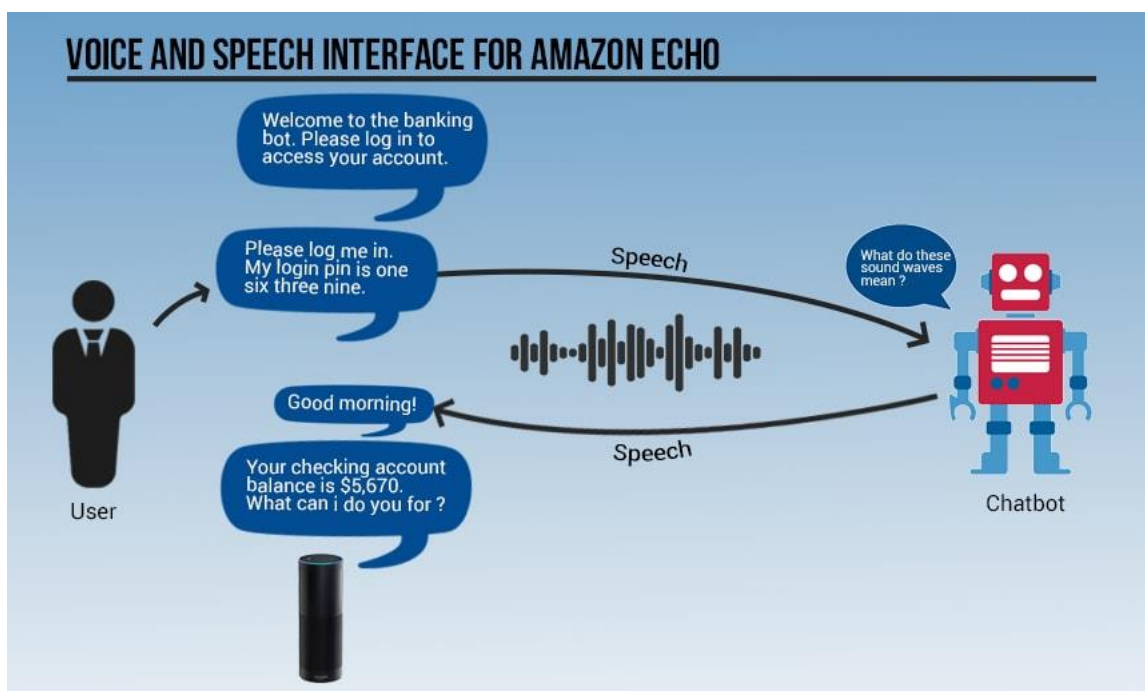 VOICE AND SPEECH INTERFACE FOR AMAZON ECHO
Welcome to the banking
bot. Please log in to
access your account.
Please log me in.
My login pin is one
six three nine.
Speech
What do these
sound waves
mean ?
Good morning!
Speech
Your checking account
balance is $5,670.
What can i do you for ?
User
Chatbot